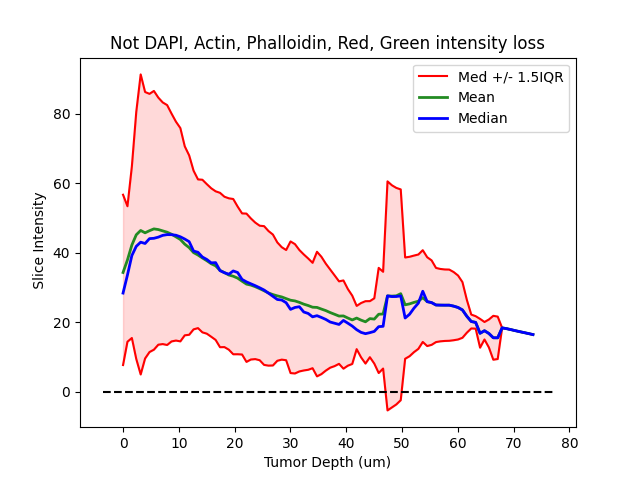 Not DAPI, Actin, Phalloidin, Red, Green intensity loss
Med +/- 1.5IQR
Mean
Median
Slice Intensity
80
60
40
20
0
0 10 20 30 40 50 60 70 80
Tumor Depth (um)